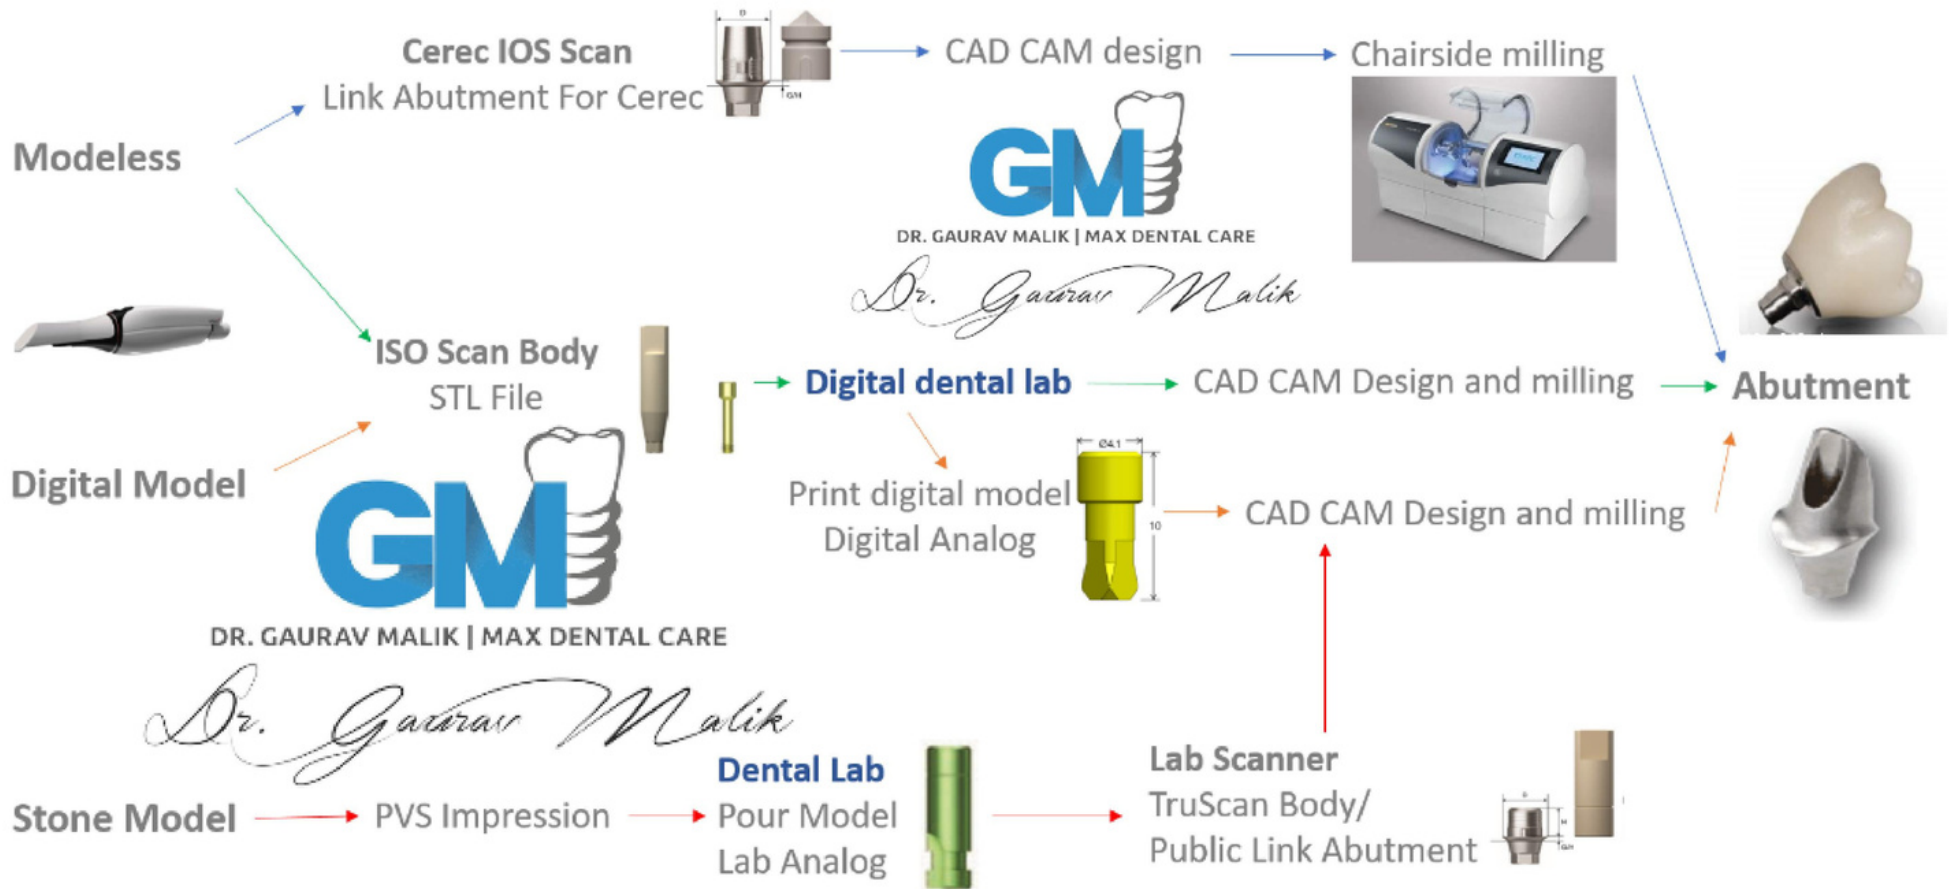 Cerec IOS Scan
Link Abutment For Cerec
D
G/H
CAD CAM design
Chairside milling
Modeless
GM
DR. GAURAV MALIK | MAX DENTAL CARE
Dr. Gaurav Malik
ISO Scan Body
STL File
Digital dental lab
CAD CAM Design and milling
Abutment
Digital Model
Print digital model
Digital Analog
Ø4.1
10
CAD CAM Design and milling
GM
DR. GAURAV MALIK | MAX DENTAL CARE
Dr. Gaurav Malik
Stone Model
PVS Impression
Dental Lab
Pour Model
Lab Analog
Lab Scanner
TruScan Body/
Public Link Abutment
D
H
G/H